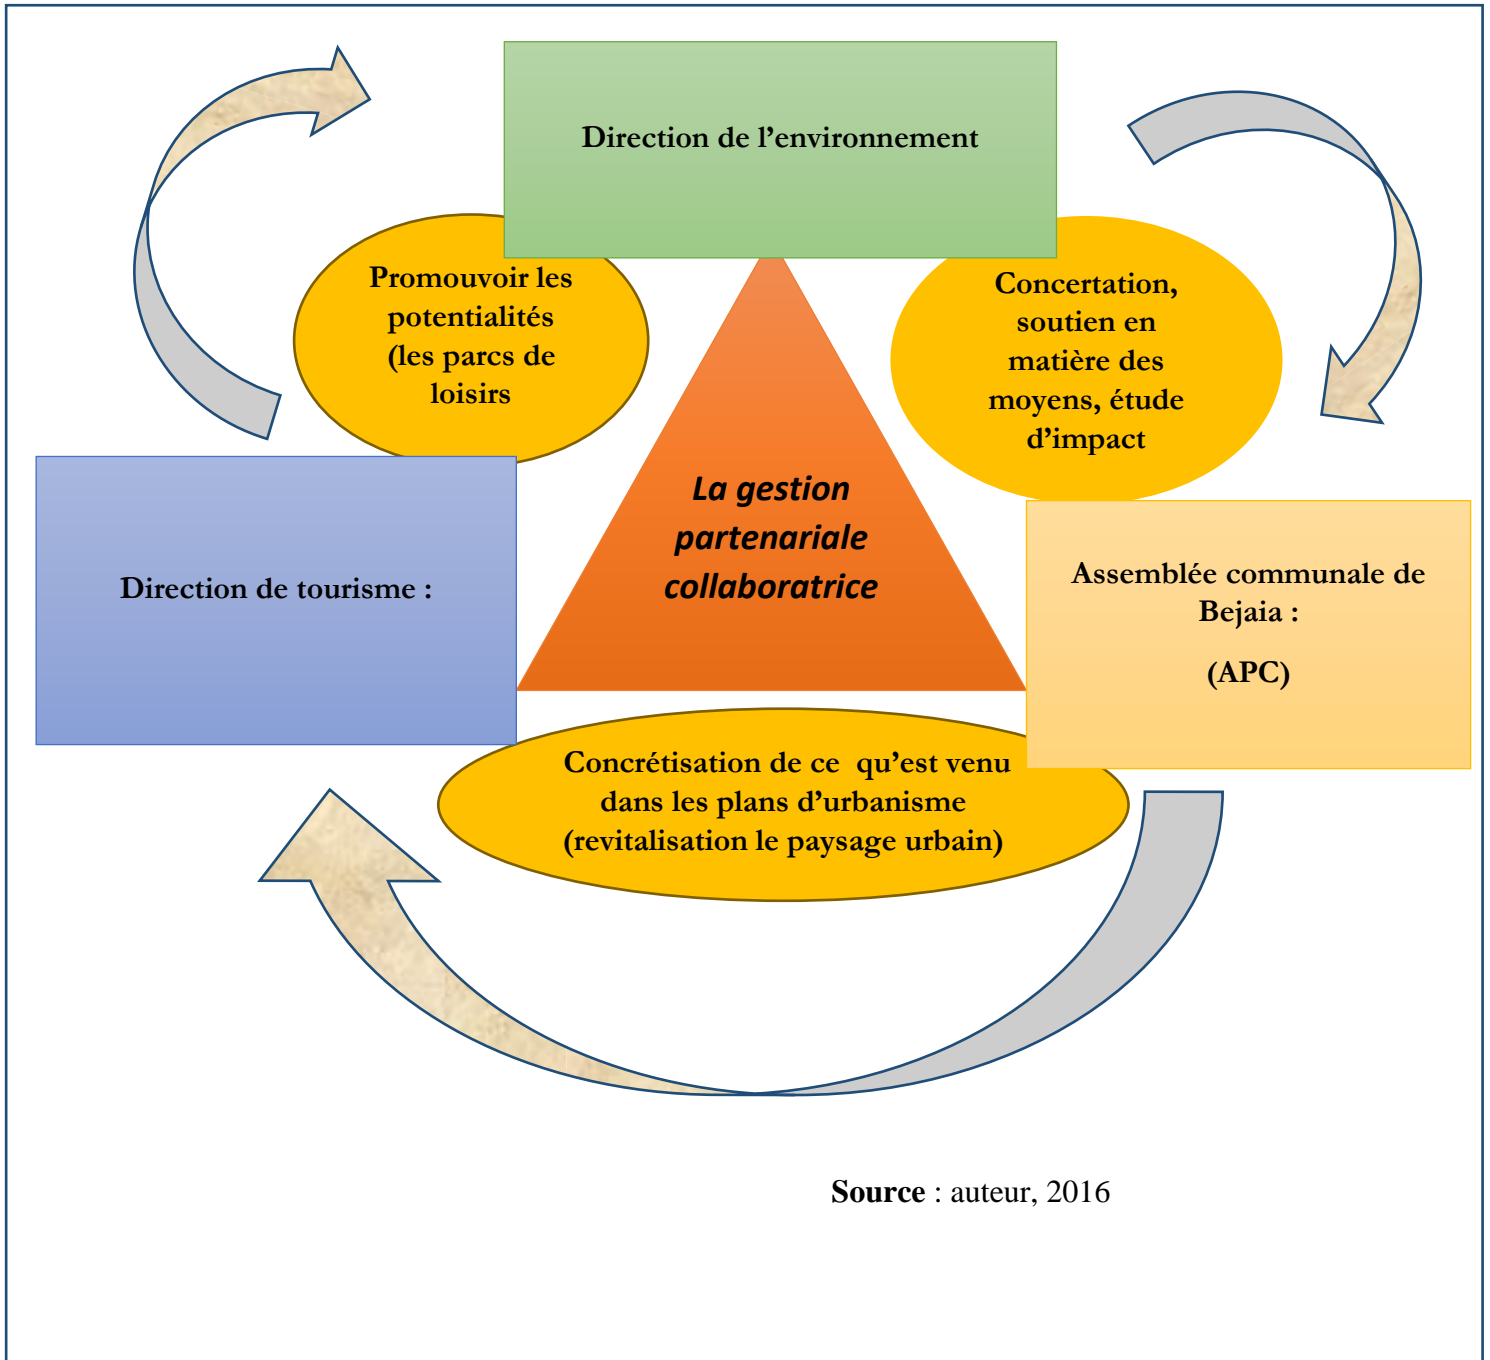 Direction de l’environnement
Promouvoir les
potentialités
(les parcs de
loisirs
Concertation,
soutien en
matière des
moyens, étude
d’impact
La gestion
partenariale
collaboratrice
Direction de tourisme :
Assemblée communale de
Bejaia :
(APC)
Concrétisation de ce qu’est venu
dans les plans d’urbanisme
(revitalisation le paysage urbain)
Source : auteur, 2016